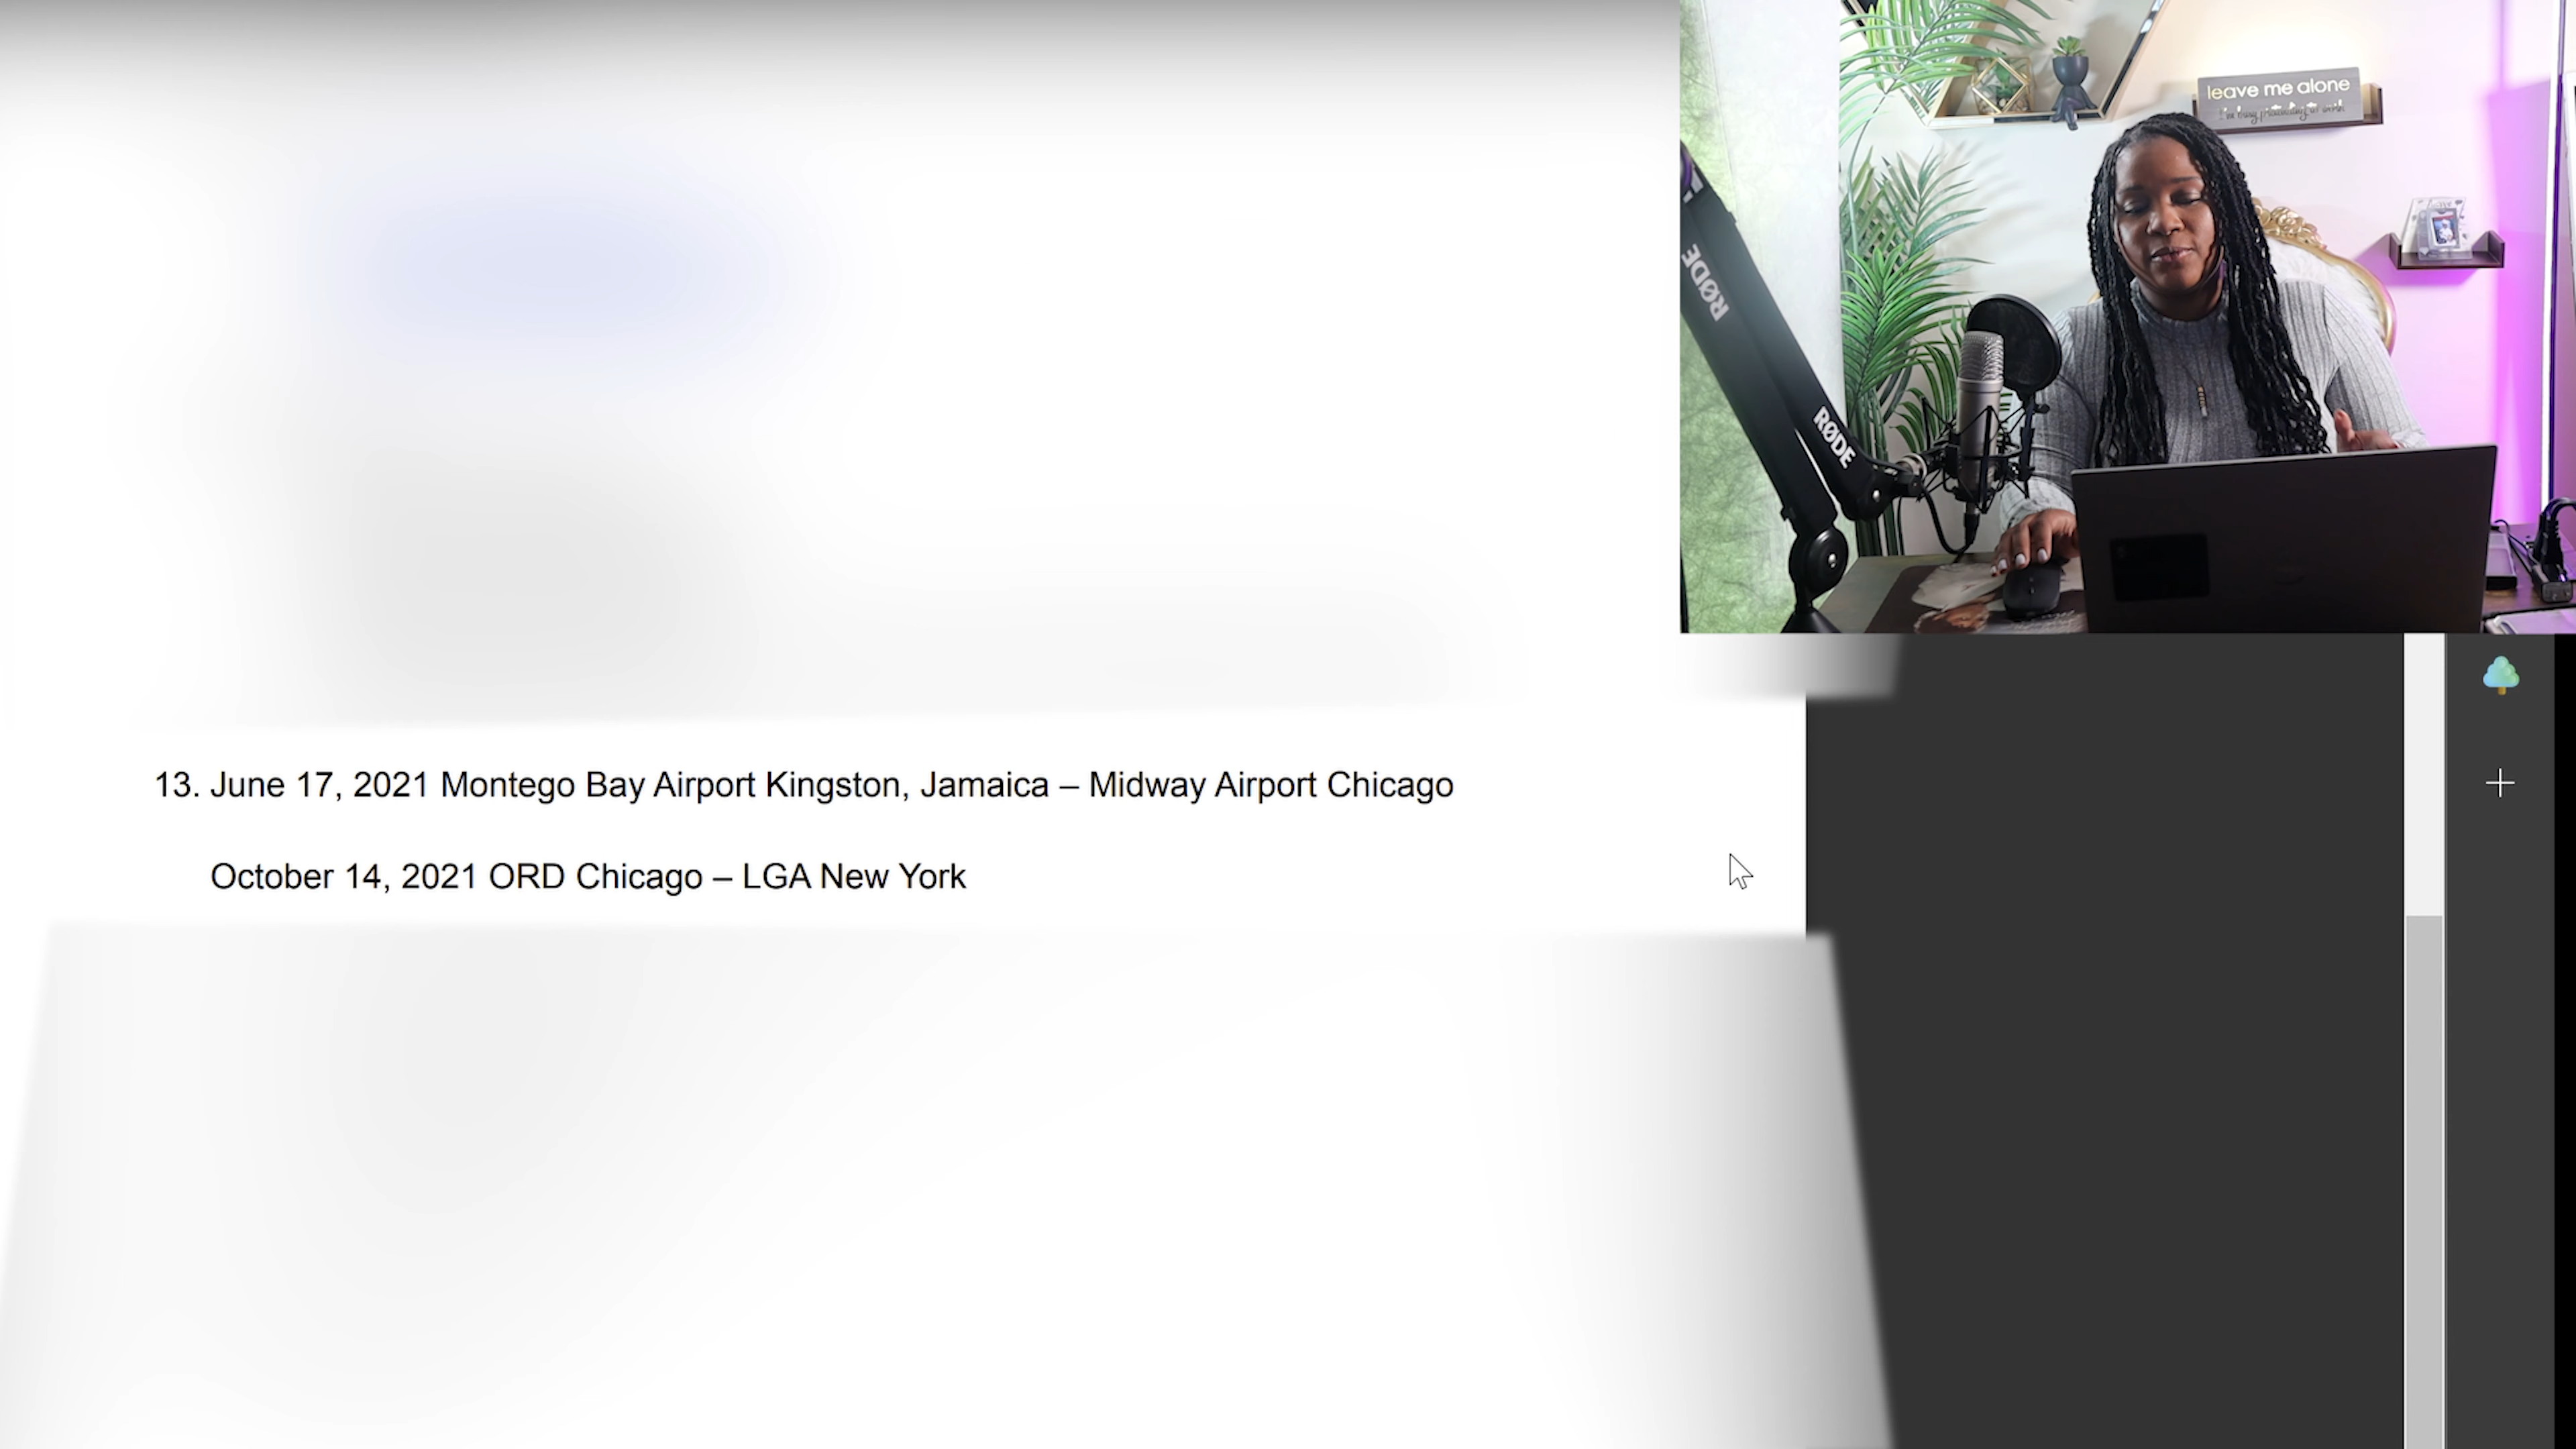 leave me alone
RØDE
RØDE
13. June 17, 2021 Montego Bay Airport Kingston, Jamaica – Midway Airport Chicago
October 14, 2021 ORD Chicago – LGA New York